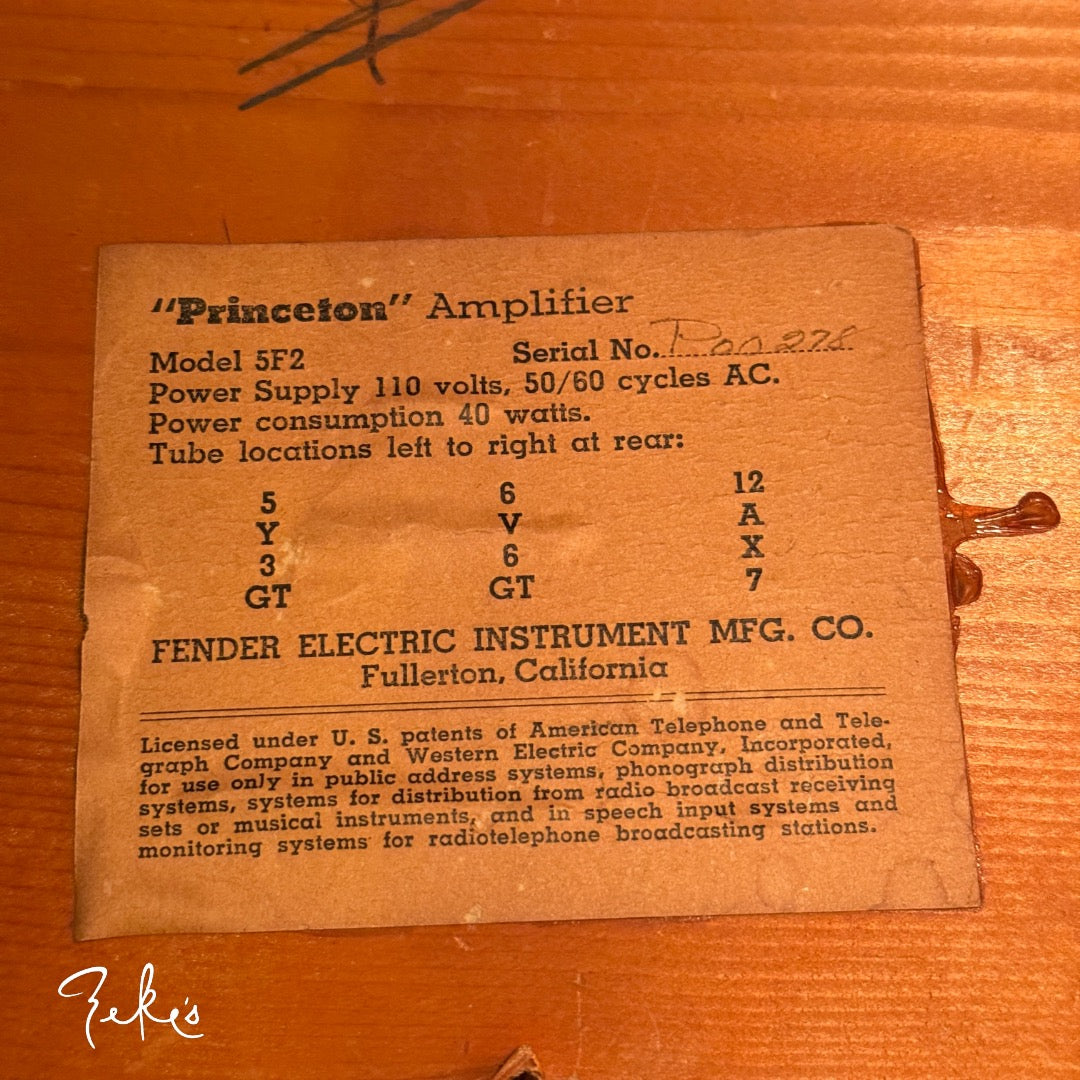 "Princeton" Amplifier
Model 5F2 Serial No. P00278
Power Supply 110 volts, 50/60 cycles AC.
Power consumption 40 watts.
Tube locations left to right at rear:
5 6 12
Y V A
3 6 X
GT GT 7
FENDER ELECTRIC INSTRUMENT MFG. CO.
Fullerton, California
Licensed under U. S. patents of American Telephone and Tele-
graph Company and Western Electric Company, Incorporated,
for use only in public address systems, phonograph distribution
systems, systems for distribution from radio broadcast receiving
sets or musical instruments, and in speech input systems and
monitoring systems for radiotelephone broadcasting stations.
Zeke's